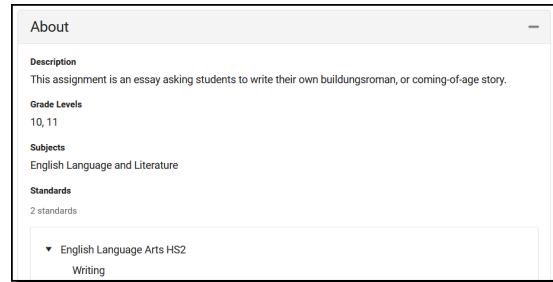 About
Description
This assignment is an essay asking students to write their own buildungsroman, or coming-of-age story.
Grade Levels
10, 11
Subjects
English Language and Literature
Standards
2 standards
English Language Arts HS2
Writing